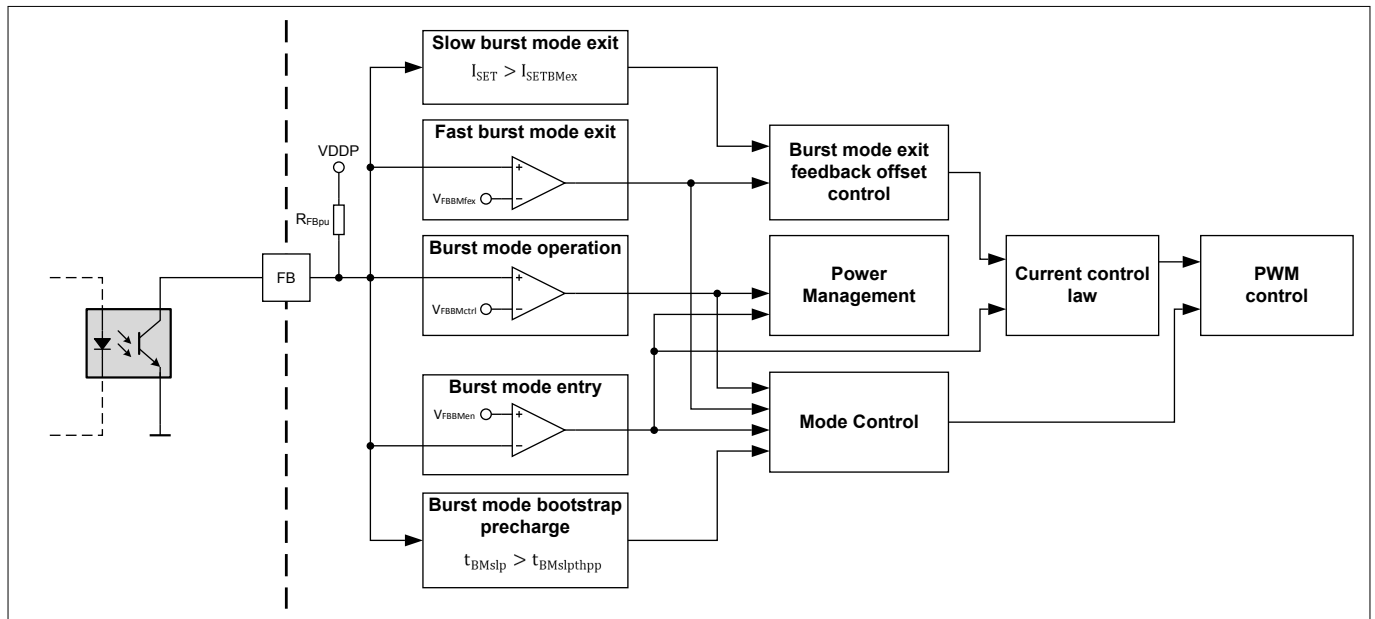 Slow burst mode exit
I_SET > I_SETBMex
Fast burst mode exit
V_FBBMfex
+
−
VDDP
R_FBpu
FB
Burst mode operation
V_FBBMctrl
+
−
Burst mode entry
V_FBBMen
+
−
Burst mode bootstrap
precharge
t_BMslp > t_BMslpthpp
Burst mode exit
feedback offset
control
Power
Management
Mode Control
Current control
law
PWM
control